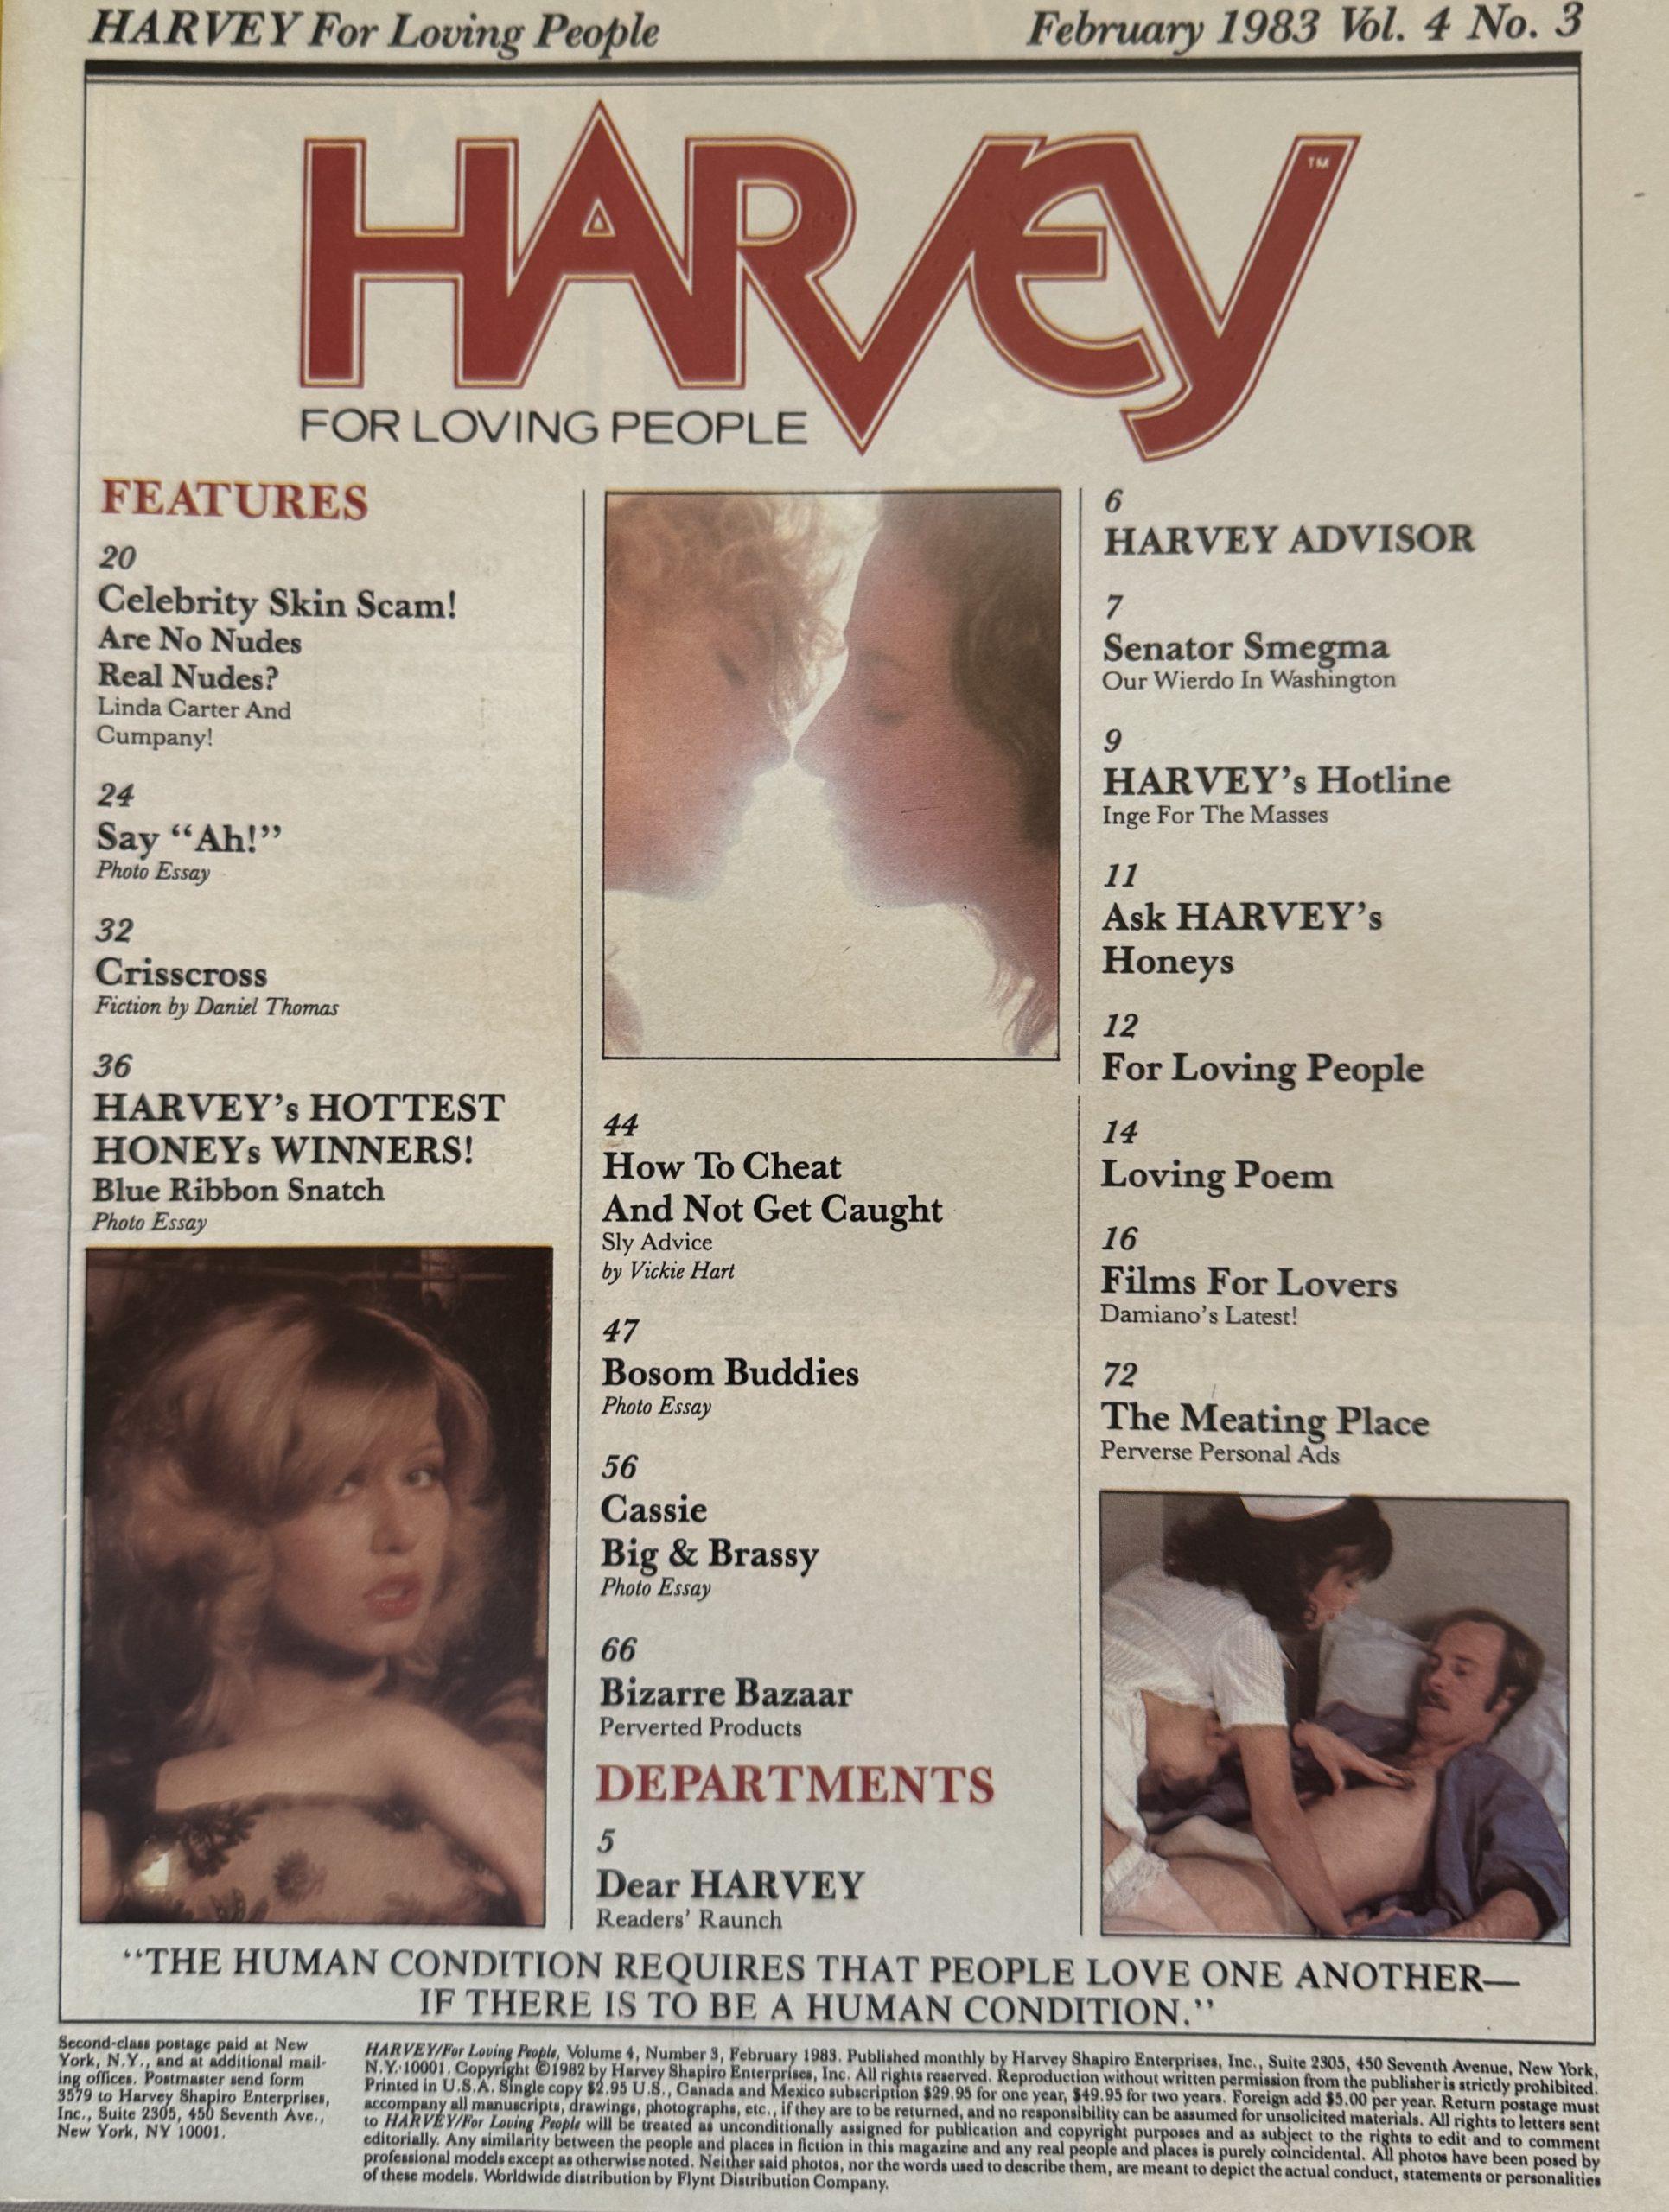 HARVEY For Loving People
February 1983 Vol. 4 No. 3
HARVEY
TM
FOR LOVING PEOPLE
FEATURES
20
Celebrity Skin Scam!
Are No Nudes
Real Nudes?
Linda Carter And
Cumpany!
24
Say “Ah!”
Photo Essay
32
Crisscross
Fiction by Daniel Thomas
36
HARVEY’s HOTTEST
HONEYs WINNERS!
Blue Ribbon Snatch
Photo Essay
44
How To Cheat
And Not Get Caught
Sly Advice
by Vickie Hart
47
Bosom Buddies
Photo Essay
56
Cassie
Big & Brassy
Photo Essay
66
Bizarre Bazaar
Perverted Products
DEPARTMENTS
5
Dear HARVEY
Readers’ Raunch
6
HARVEY ADVISOR
7
Senator Smegma
Our Wierdo In Washington
9
HARVEY’s Hotline
Inge For The Masses
11
Ask HARVEY’s
Honeys
12
For Loving People
14
Loving Poem
16
Films For Lovers
Damiano’s Latest!
72
The Meating Place
Perverse Personal Ads
“THE HUMAN CONDITION REQUIRES THAT PEOPLE LOVE ONE ANOTHER—
IF THERE IS TO BE A HUMAN CONDITION.”
Second-class postage paid at New
York, N.Y., and at additional mail-
ing offices. Postmaster send form
3579 to Harvey Shapiro Enterprises,
Inc., Suite 2305, 450 Seventh Ave.,
New York, NY 10001.
HARVEY/For Loving People, Volume 4, Number 3, February 1983. Published monthly by Harvey Shapiro Enterprises, Inc., Suite 2305, 450 Seventh Avenue, New York,
N.Y. 10001. Copyright ©1982 by Harvey Shapiro Enterprises, Inc. All rights reserved. Reproduction without written permission from the publisher is strictly prohibited.
Printed in U.S.A. Single copy $2.95 U.S., Canada and Mexico subscription $29.95 for one year, $49.95 for two years. Foreign add $5.00 per year. Return postage must
accompany all manuscripts, drawings, photographs, etc., if they are to be returned, and no responsibility can be assumed for unsolicited materials. All rights to letters sent
to HARVEY/For Loving People will be treated as unconditionally assigned for publication and copyright purposes and as subject to the rights to edit and to comment
editorially. Any similarity between the people and places in fiction in this magazine and any real people and places is purely coincidental. All photos have been posed by
professional models except as otherwise noted. Neither said photos, nor the words used to describe them, are meant to depict the actual conduct, statements or personalities
of these models. Worldwide distribution by Flynt Distribution Company.